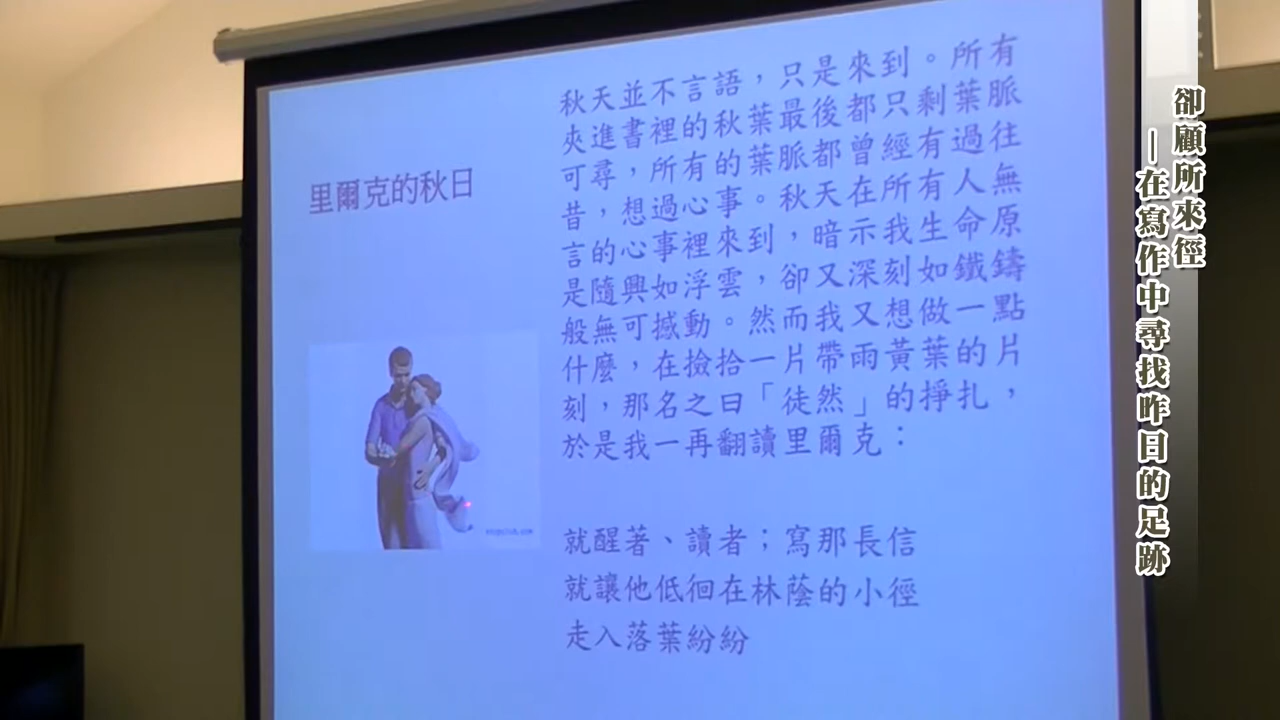 里爾克的秋日
秋天並不言語，只是來到。所有
夾進書裡的秋葉最後都只剩葉脈
可尋，所有的葉脈都曾經有過往
昔，想過心事。秋天在所有人無
言的心事裡來到，暗示我生命原
是隨興如浮雲，卻又深刻如鐵鑄
般無可撼動。然而我又想做一點
什麼，在撿拾一片帶雨黃葉的片
刻，那名之曰「徒然」的掙扎，
於是我一再翻讀里爾克：
就醒著、讀者；寫那長信
就讓他低徊在林蔭的小徑
走入落葉紛紛
卻顧所來徑
—在寫作中尋找昨日的足跡